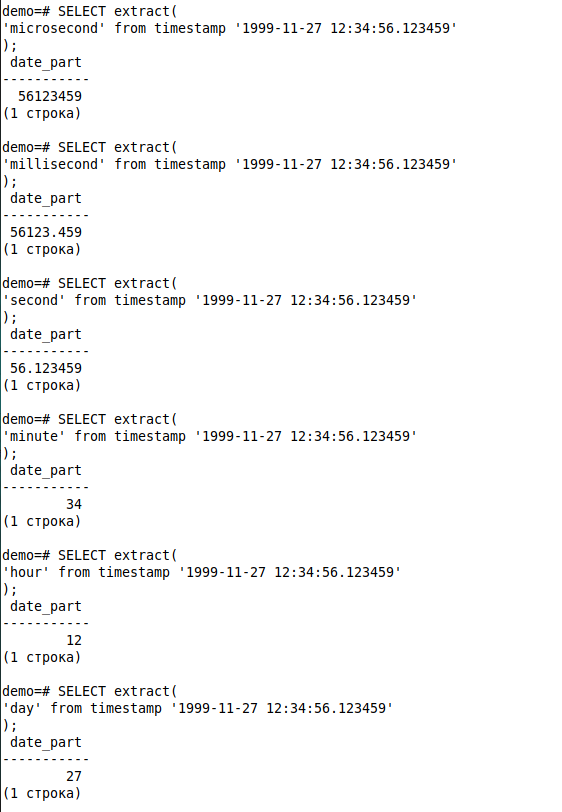 demo=# SELECT extract(
'microsecond' from timestamp '1999-11-27 12:34:56.123459'
);
 date_part
-----------
  56123459
(1 строка)

demo=# SELECT extract(
'millisecond' from timestamp '1999-11-27 12:34:56.123459'
);
 date_part
-----------
 56123.459
(1 строка)

demo=# SELECT extract(
'second' from timestamp '1999-11-27 12:34:56.123459'
);
 date_part
-----------
 56.123459
(1 строка)

demo=# SELECT extract(
'minute' from timestamp '1999-11-27 12:34:56.123459'
);
 date_part
-----------
        34
(1 строка)

demo=# SELECT extract(
'hour' from timestamp '1999-11-27 12:34:56.123459'
);
 date_part
-----------
        12
(1 строка)

demo=# SELECT extract(
'day' from timestamp '1999-11-27 12:34:56.123459'
);
 date_part
-----------
        27
(1 строка)